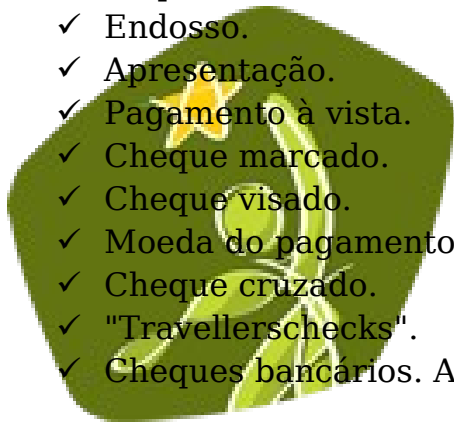 ✓ Endosso.
✓ Apresentação.
✓ Pagamento à vista.
✓ Cheque marcado.
✓ Cheque visado.
✓ Moeda do pagamento
✓ Cheque cruzado.
✓ "Travellerschecks".
✓ Cheques bancários. A